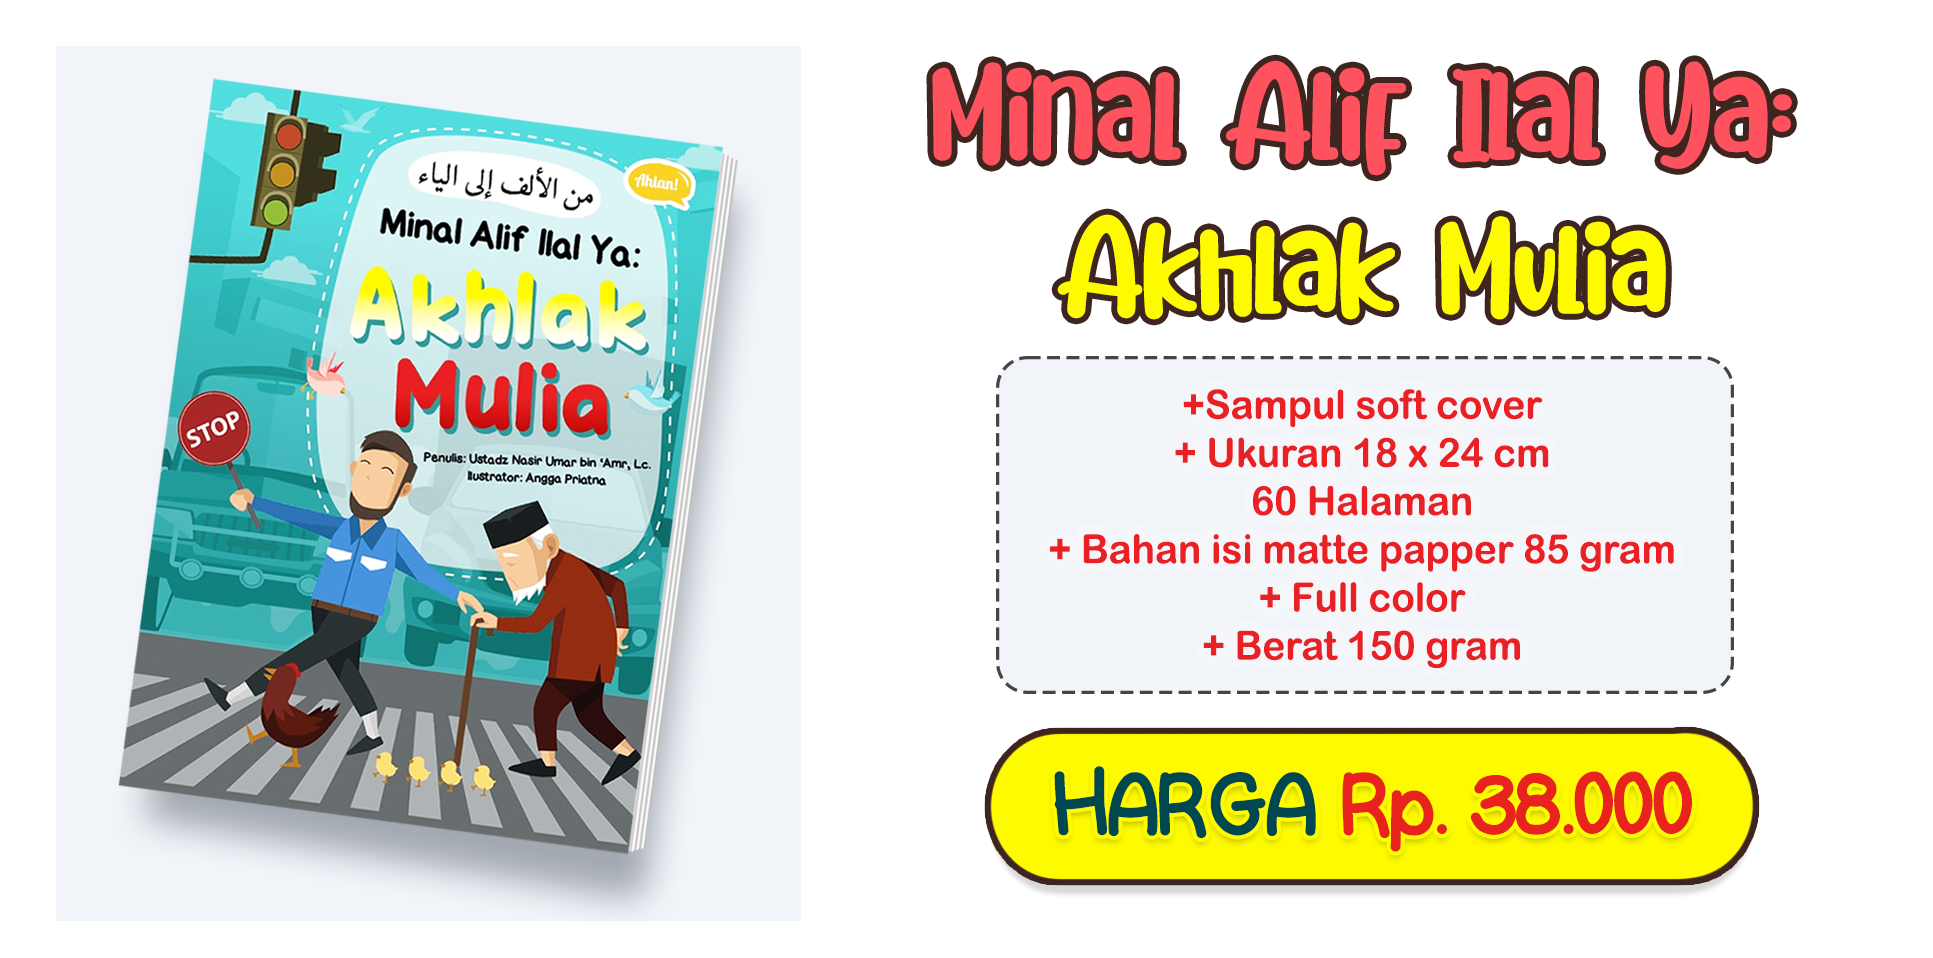 من الألف إلى الياء
Ahlan!
Minal Alif Ilal Ya:
Akhlak
Mulia
Penulis: Ustadz Nasir Umar bin ‘Amr, Lc.
Ilustrator: Angga Priatna
STOP
Minal Alif Ilal Ya:
Akhlak Mulia
+Sampul soft cover
+ Ukuran 18 x 24 cm
60 Halaman
+ Bahan isi matte papper 85 gram
+ Full color
+ Berat 150 gram
HARGA Rp. 38.000